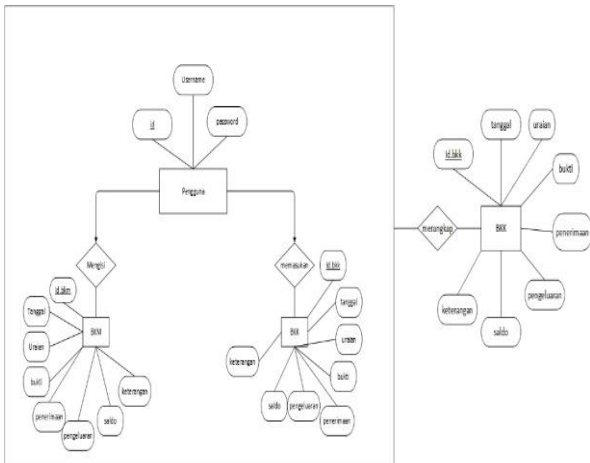 Username
id
password
Pengguna
Mengisi
memasukan
id.bkm
Tanggal
Uraian
bukti
penerimaan
pengeluaran
saldo
keterangan
BKM
id.bkk
tanggal
uraian
bukti
penerimaan
pengeluaran
saldo
keterangan
BKK
merangkap
id.bkk
tanggal
uraian
bukti
penerimaan
pengeluaran
saldo
keterangan
BKK